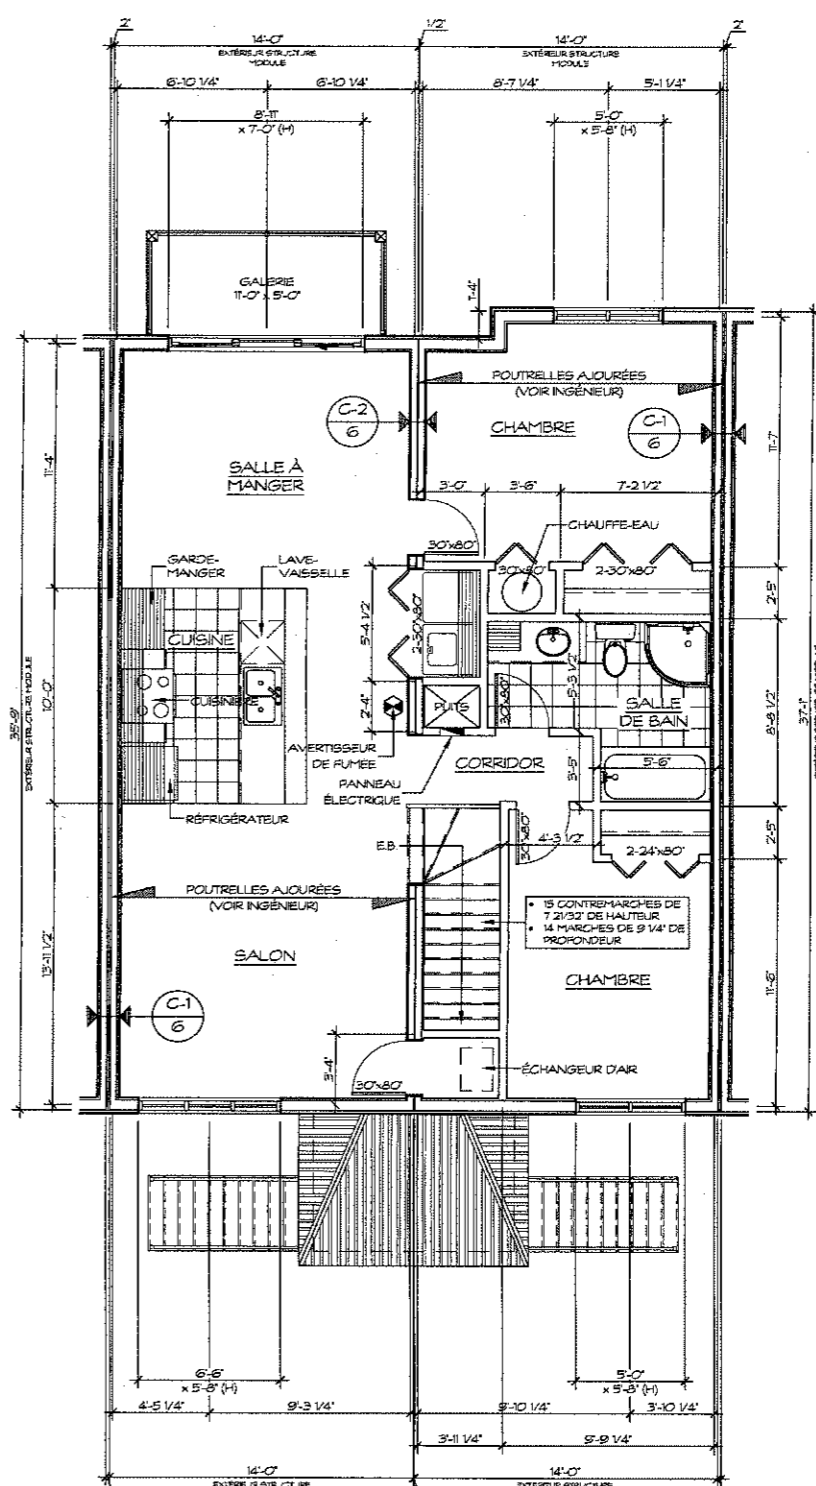 2"
1/2"
2"
14'-0"
EXTÉRIEUR STRUCTURE
MODULE
14'-0"
EXTÉRIEUR STRUCTURE
MODULE
6'-10 1/4"
6'-10 1/4"
8'-7 1/4"
5'-1 1/4"
8'-11"
x 7'-0" (H)
5'-0"
x 5'-8" (H)
GALERIE
11'-0" x 5'-0"
1'-4"
POUTRELLES AJOURÉES
(VOIR INGÉNIEUR)
C-2
6
CHAMBRE
C-1
6
11'-4"
11'-7"
SALLE À
MANGER
3'-0"
3'-6"
7'-2 1/2"
CHAUFFE-EAU
30"x80"
30"x80"
2-30"x80"
GARDE-
MANGER
LAVE-
VAISSELLE
2'-5"
5'-4 1/2"
2-30"x80"
CUISINE
5'-3 1/2"
10'-0"
CUISINIÈRE
2'-4"
PUITS
30"x80"
SALLE
DE BAIN
8'-8 1/2"
35'-9"
EXTÉRIEUR STRUCTURE MODULE
37'-1"
AVERTISSEUR
DE FUMÉE
CORRIDOR
PANNEAU
ÉLECTRIQUE
3'-5"
5'-6"
RÉFRIGÉRATEUR
E.B.
30"x80"
4'-3 1/2"
2-24"x80"
2'-5"
POUTRELLES AJOURÉES
(VOIR INGÉNIEUR)
• 15 CONTREMARCHES DE
7 21/32" DE HAUTEUR
• 14 MARCHES DE 9 1/4" DE
PROFONDEUR
13'-11 1/2"
SALON
CHAMBRE
11'-6"
C-1
6
3'-4"
30"x80"
ÉCHANGEUR D'AIR
6'-6"
x 5'-8" (H)
5'-0"
x 5'-8" (H)
4'-5 1/4"
9'-3 1/4"
9'-10 1/4"
3'-10 1/4"
3'-11 1/4"
9'-9 1/4"
14'-0"
EXTÉRIEUR STRUCTURE
14'-0"
EXTÉRIEUR STRUCTURE